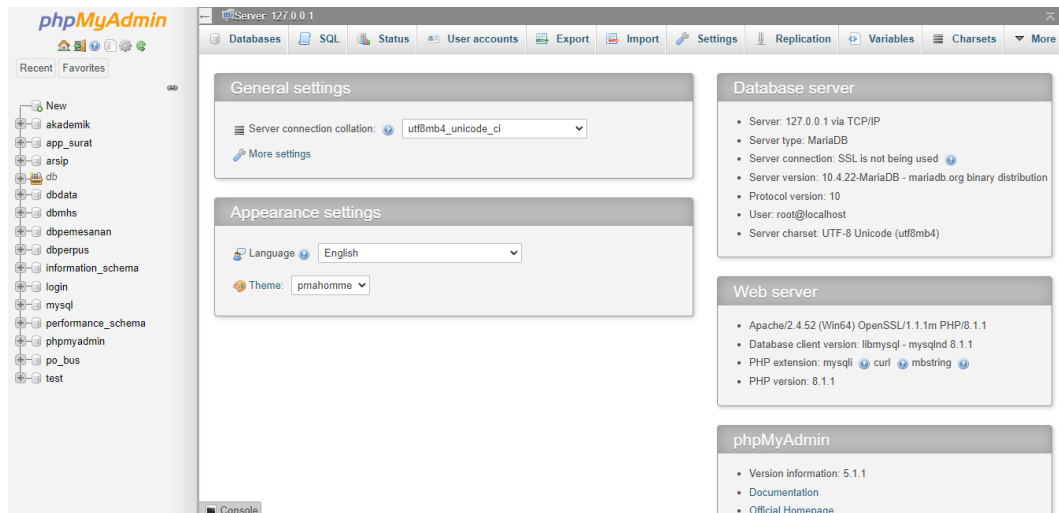 phpMyAdmin
Recent Favorites
New
akademik
app_surat
arsip
db
dbdata
dbmhs
dbpemesanan
dbperpus
information_schema
login
mysql
performance_schema
phpmyadmin
po_bus
test
Server: 127.0.0.1
Databases SQL Status User accounts Export Import Settings Replication Variables Charsets More
General settings
Server connection collation: utf8mb4_unicode_ci
More settings
Appearance settings
Language English
Theme: pmahomme
Database server
Server: 127.0.0.1 via TCP/IP
Server type: MariaDB
Server connection: SSL is not being used
Server version: 10.4.22-MariaDB - mariadb.org binary distribution
Protocol version: 10
User: root@localhost
Server charset: UTF-8 Unicode (utf8mb4)
Web server
Apache/2.4.52 (Win64) OpenSSL/1.1.1m PHP/8.1.1
Database client version: libmysql - mysqlnd 8.1.1
PHP extension: mysqli curl mbstring
PHP version: 8.1.1
phpMyAdmin
Version information: 5.1.1
Documentation
Official Homepage
Console